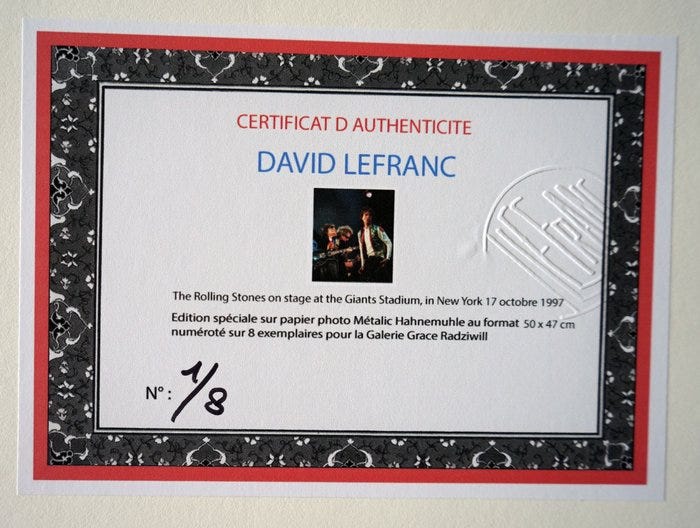 CERTIFICAT D AUTHENTICITE
DAVID LEFRANC
The Rolling Stones on stage at the Giants Stadium, in New York 17 octobre 1997
Edition spéciale sur papier photo Métalic Hahnemuhle au format 50 x 47 cm
numéroté sur 8 exemplaires pour la Galerie Grace Radziwill
N° : 1/8